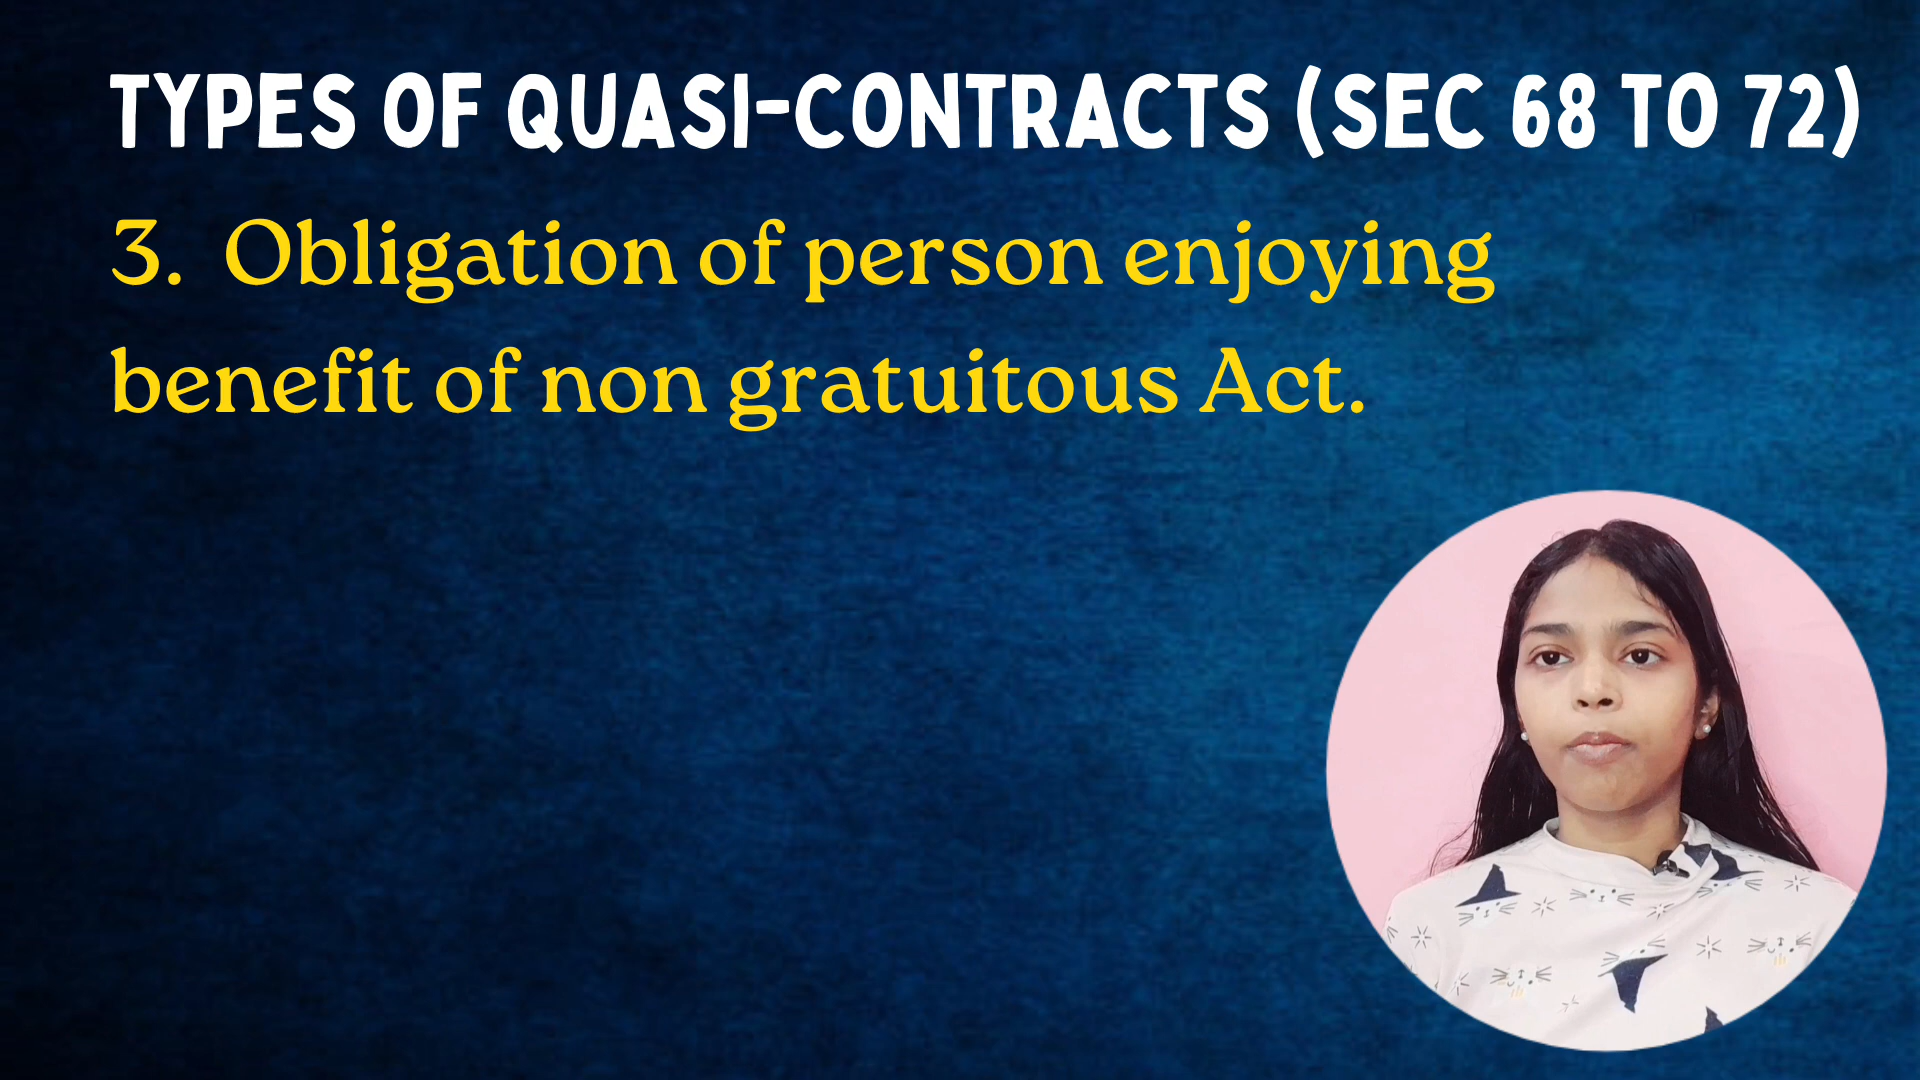 TYPES OF QUASI-CONTRACTS (SEC 68 TO 72)
3. Obligation of person enjoying
benefit of non gratuitous Act.